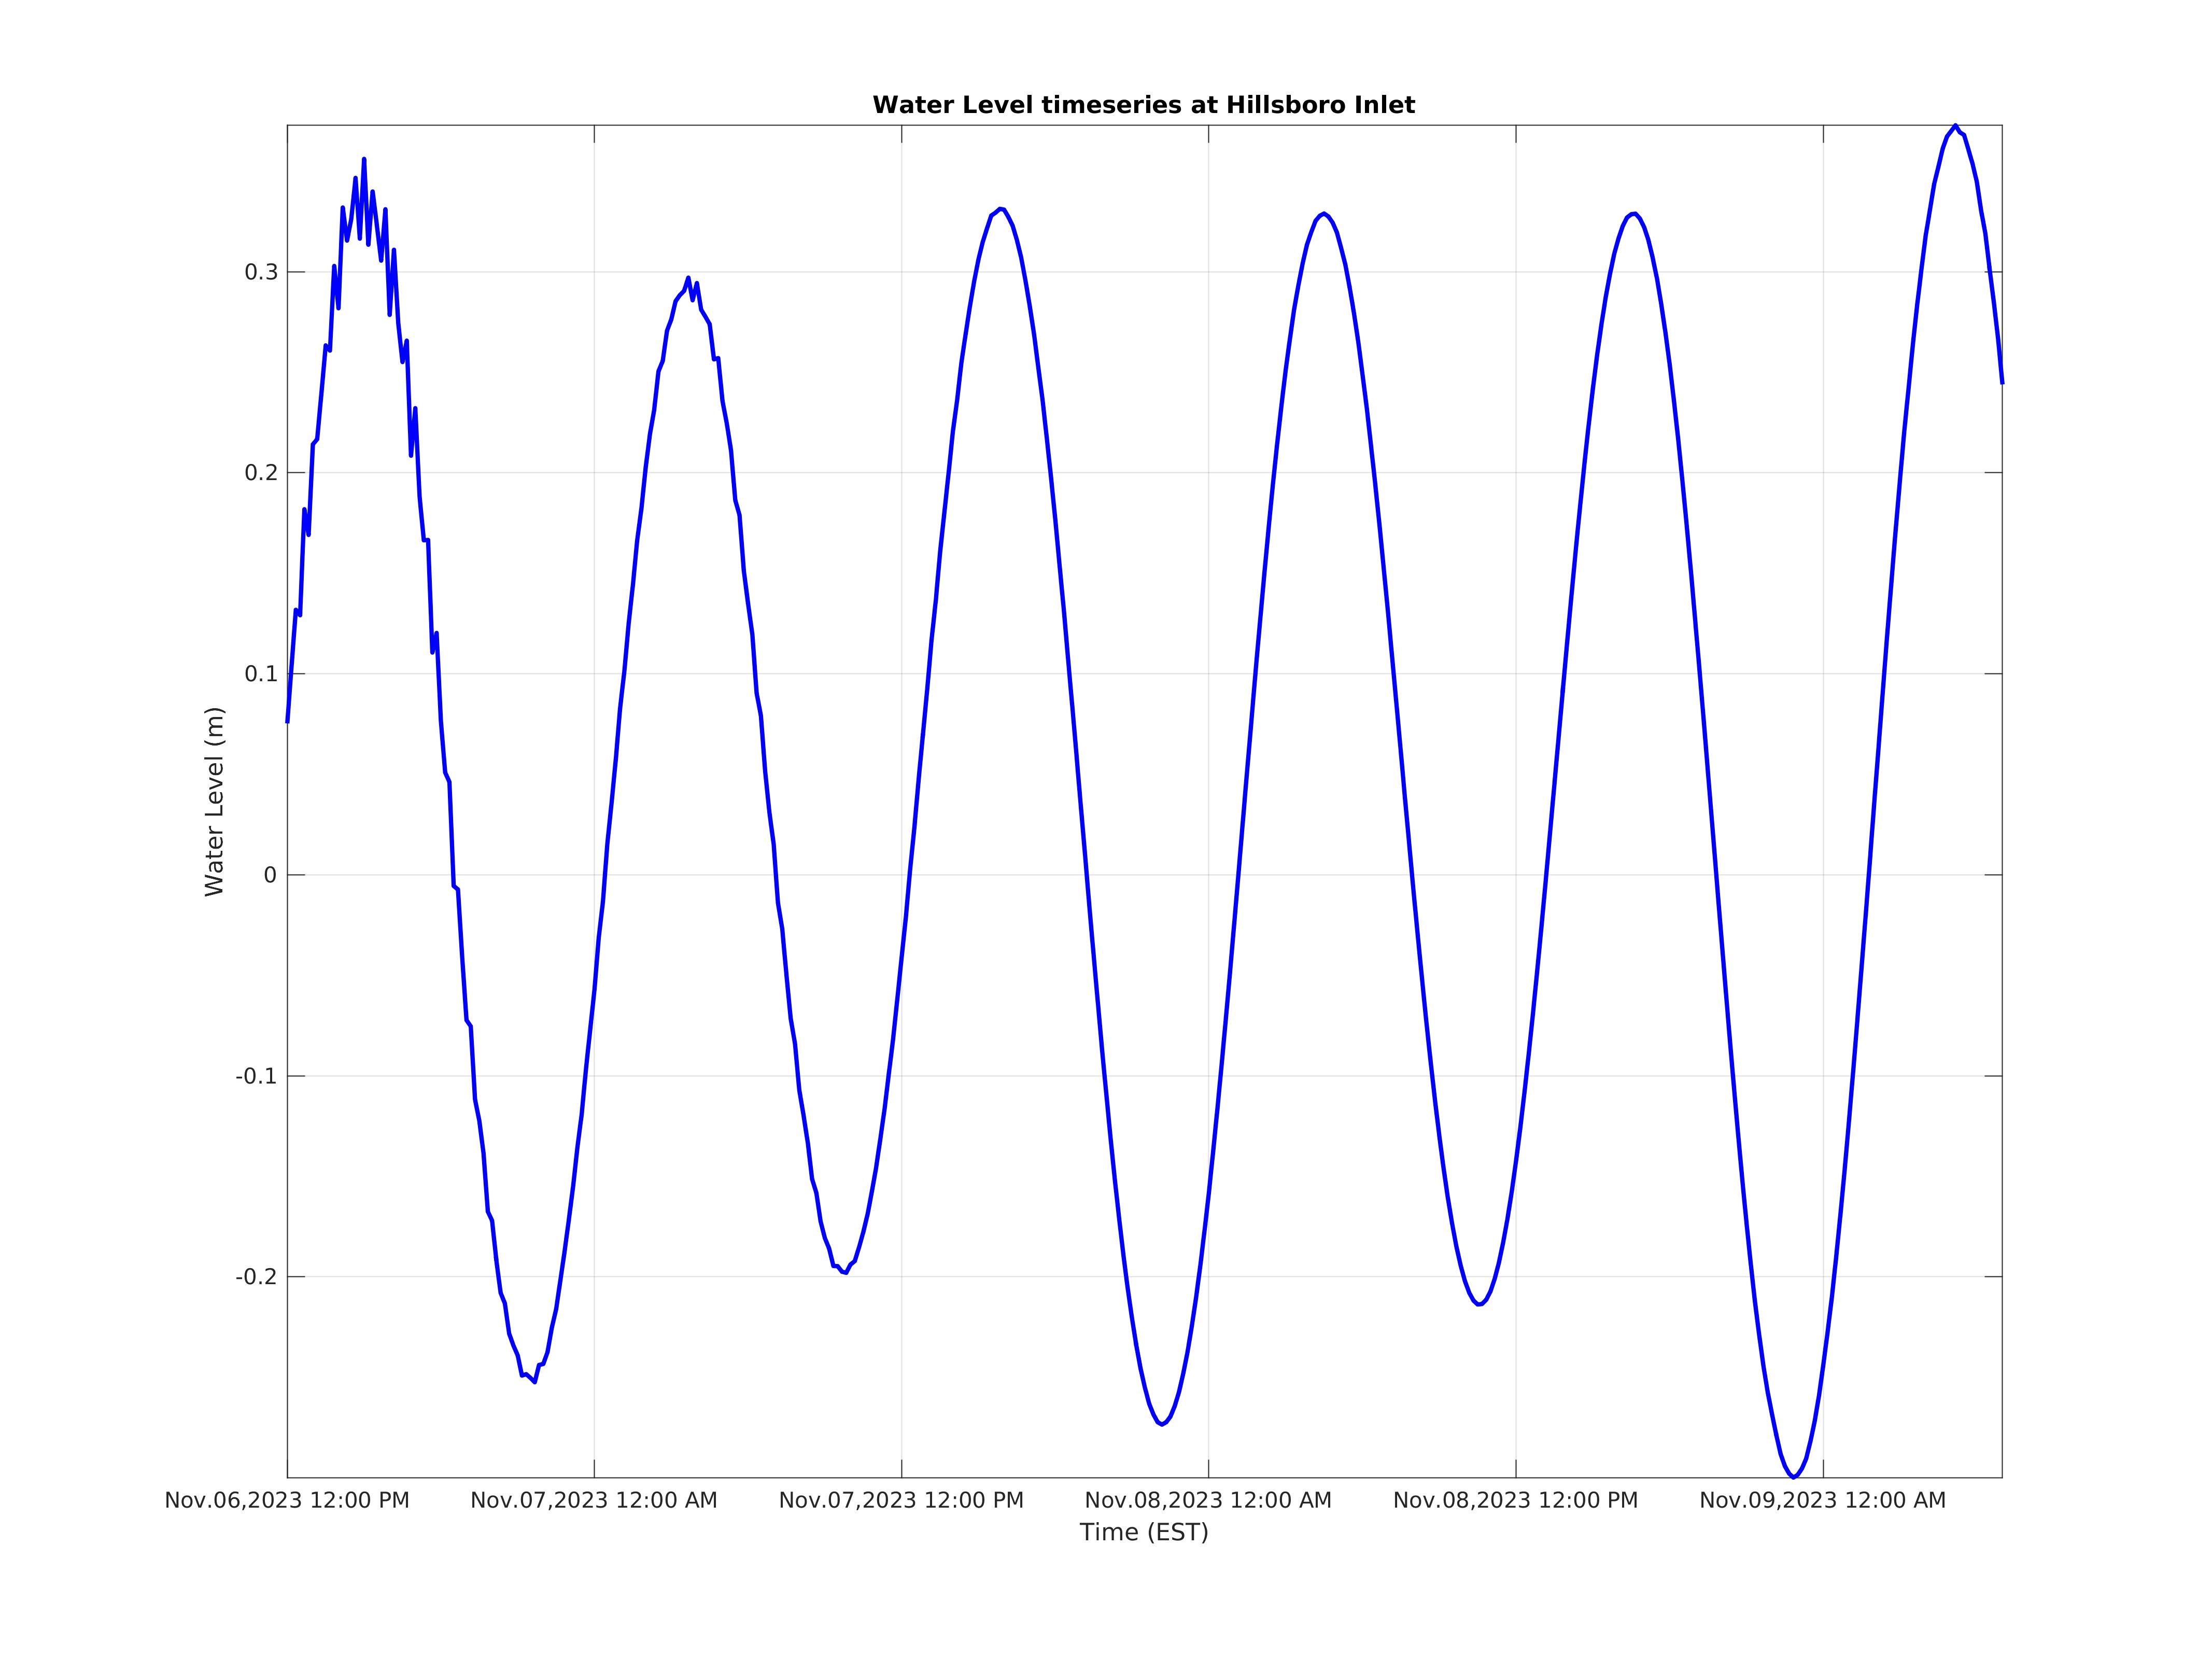 Water Level timeseries at Hillsboro Inlet
0.3
0.2
0.1
0
-0.1
-0.2
Water Level (m)
Nov.06,2023 12:00 PM Nov.07,2023 12:00 AM Nov.07,2023 12:00 PM Nov.08,2023 12:00 AM Nov.08,2023 12:00 PM Nov.09,2023 12:00 AM
Time (EST)